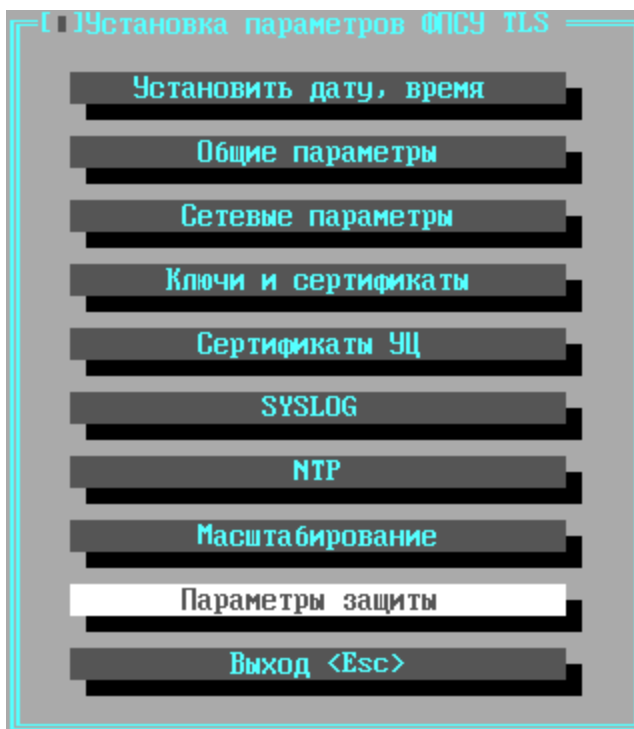 [▮]Установка параметров ФПСУ TLS
Установить дату, время
Общие параметры
Сетевые параметры
Ключи и сертификаты
Сертификаты УЦ
SYSLOG
NTP
Масштабирование
Параметры защиты
Выход <Esc>